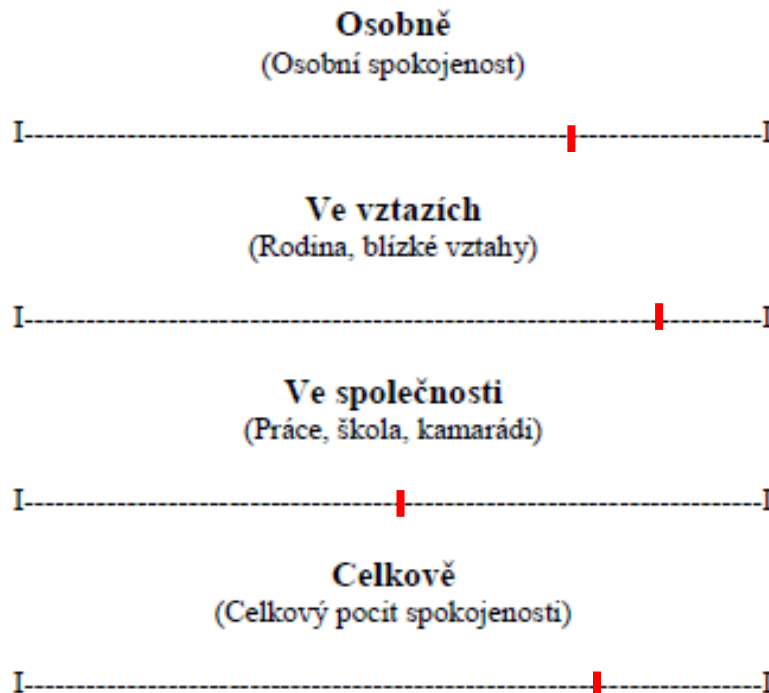 Osobně
(Osobní spokojenost)
I------------------------------------------------------------------------I
Ve vztazích
(Rodina, blízké vztahy)
I------------------------------------------------------------------------I
Ve společnosti
(Práce, škola, kamarádi)
I------------------------------------------------------------------------I
Celkově
(Celkový pocit spokojenosti)
I------------------------------------------------------------------------I